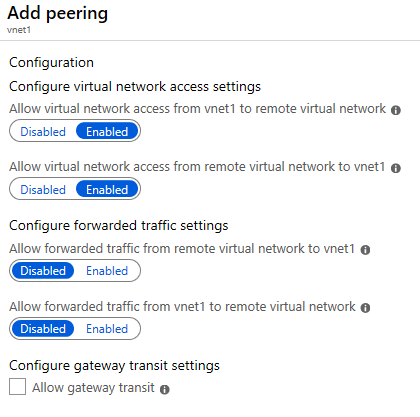 Add peering
vnet1
Configuration
Configure virtual network access settings
Allow virtual network access from vnet1 to remote virtual network
Disabled Enabled
Allow virtual network access from remote virtual network to vnet1
Disabled Enabled
Configure forwarded traffic settings
Allow forwarded traffic from remote virtual network to vnet1
Disabled Enabled
Allow forwarded traffic from vnet1 to remote virtual network
Disabled Enabled
Configure gateway transit settings
Allow gateway transit